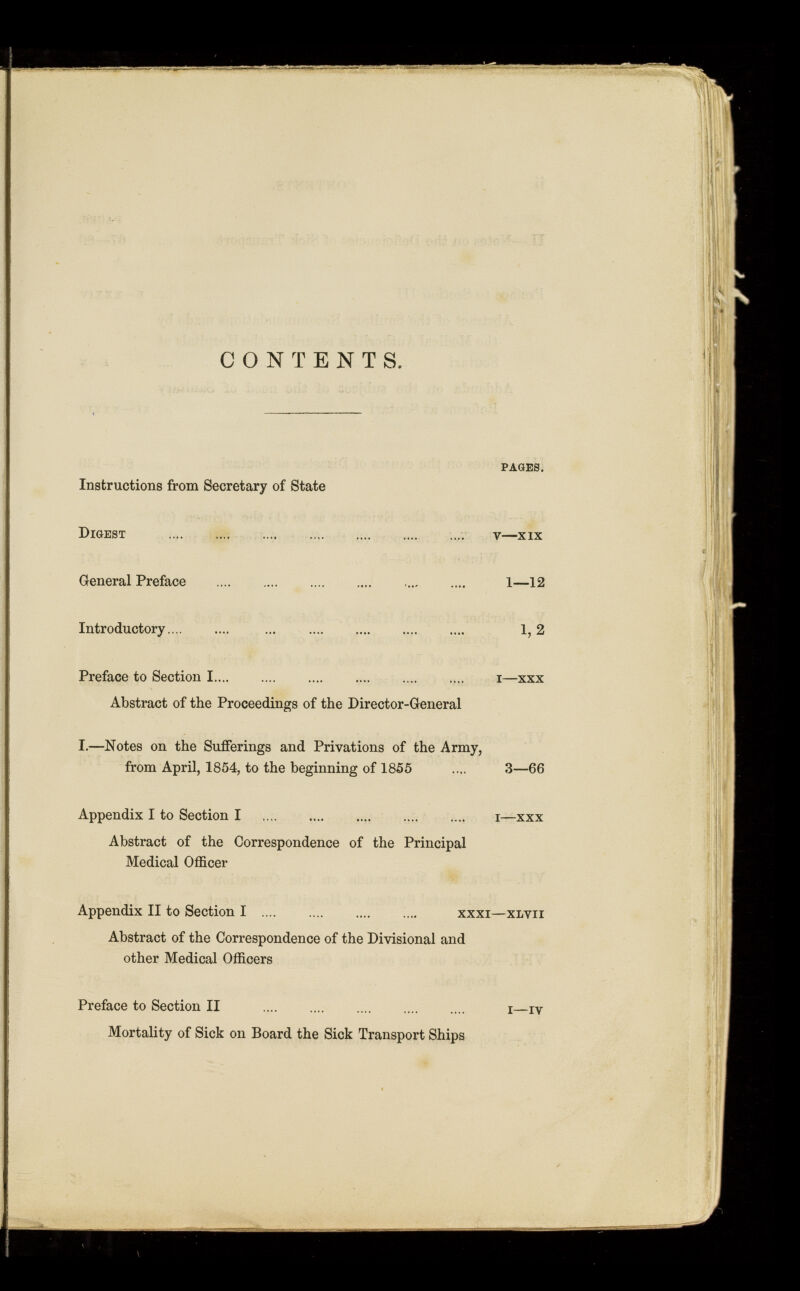 CONTENTS.
PAGES.
Instructions from Secretary of State
DIGEST .... .... .... .... .... .... .... V—XIX
General Preface .... .... .... .... .... .... 1—12
Introductory.... .... ... .... .... .... .... 1, 2
Preface to Section I.... .... .... .... .... .... I—XXX
Abstract of the Proceedings of the Director-General
I.—Notes on the Sufferings and Privations of the Army,
from April, 1854, to the beginning of 1855 .... 3—66
Appendix I to Section I .... .... .... .... .... I—XXX
Abstract of the Correspondence of the Principal
Medical Officer
Appendix II to Section I .... .... .... .... XXXI—XLVII
Abstract of the Correspondence of the Divisional and
other Medical Officers
Preface to Section II .... .... .... .... .... I—IV
Mortality of Sick on Board the Sick Transport Ships